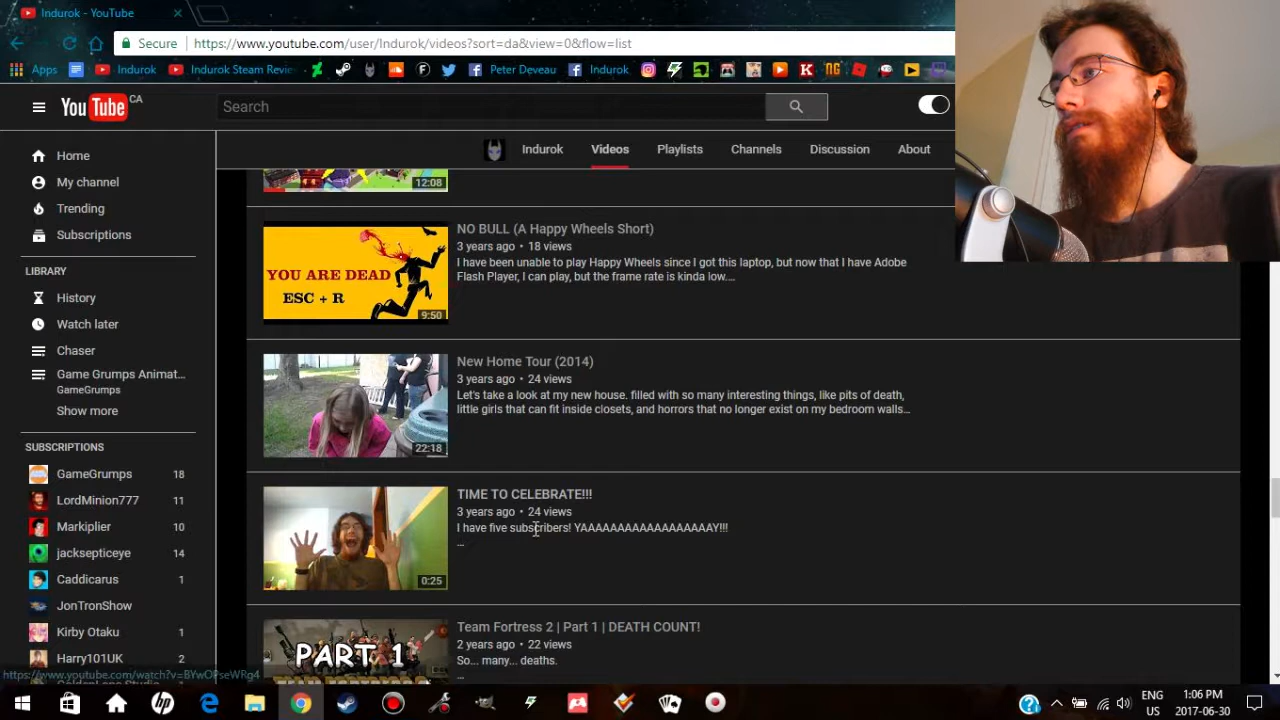 Indurok - YouTube
Secure https://www.youtube.com/user/Indurok/videos?sort=da&view=0&flow=list
Apps Indurok Indurok Steam Revie Peter Deveau Indurok
YouTube CA
Search
Home
My channel
Trending
Subscriptions
LIBRARY
History
Watch later
Chaser
Game Grumps Animat...
GameGrumps
Show more
SUBSCRIPTIONS
GameGrumps 18
LordMinion777 11
Markiplier 10
jacksepticeye 14
Caddicarus 1
JonTronShow
Kirby Otaku 1
Harry101UK 2
Indurok Videos Playlists Channels Discussion About
12:08
YOU ARE DEAD
ESC + R
9:50
NO BULL (A Happy Wheels Short)
3 years ago • 18 views
I have been unable to play Happy Wheels since I got this laptop, but now that I have Adobe
Flash Player, I can play, but the frame rate is kinda low....
22:18
New Home Tour (2014)
3 years ago • 24 views
Let's take a look at my new house. filled with so many interesting things, like pits of death,
little girls that can fit inside closets, and horrors that no longer exist on my bedroom walls...
0:25
TIME TO CELEBRATE!!!
3 years ago • 24 views
I have five subscribers! YAAAAAAAAAAAAAAAAAAY!!!
...
PART 1
Team Fortress 2 | Part 1 | DEATH COUNT!
2 years ago • 22 views
So... many... deaths.
...
https://www.youtube.com/watch?v=BYwOPseWRg4
ENG
US
1:06 PM
2017-06-30